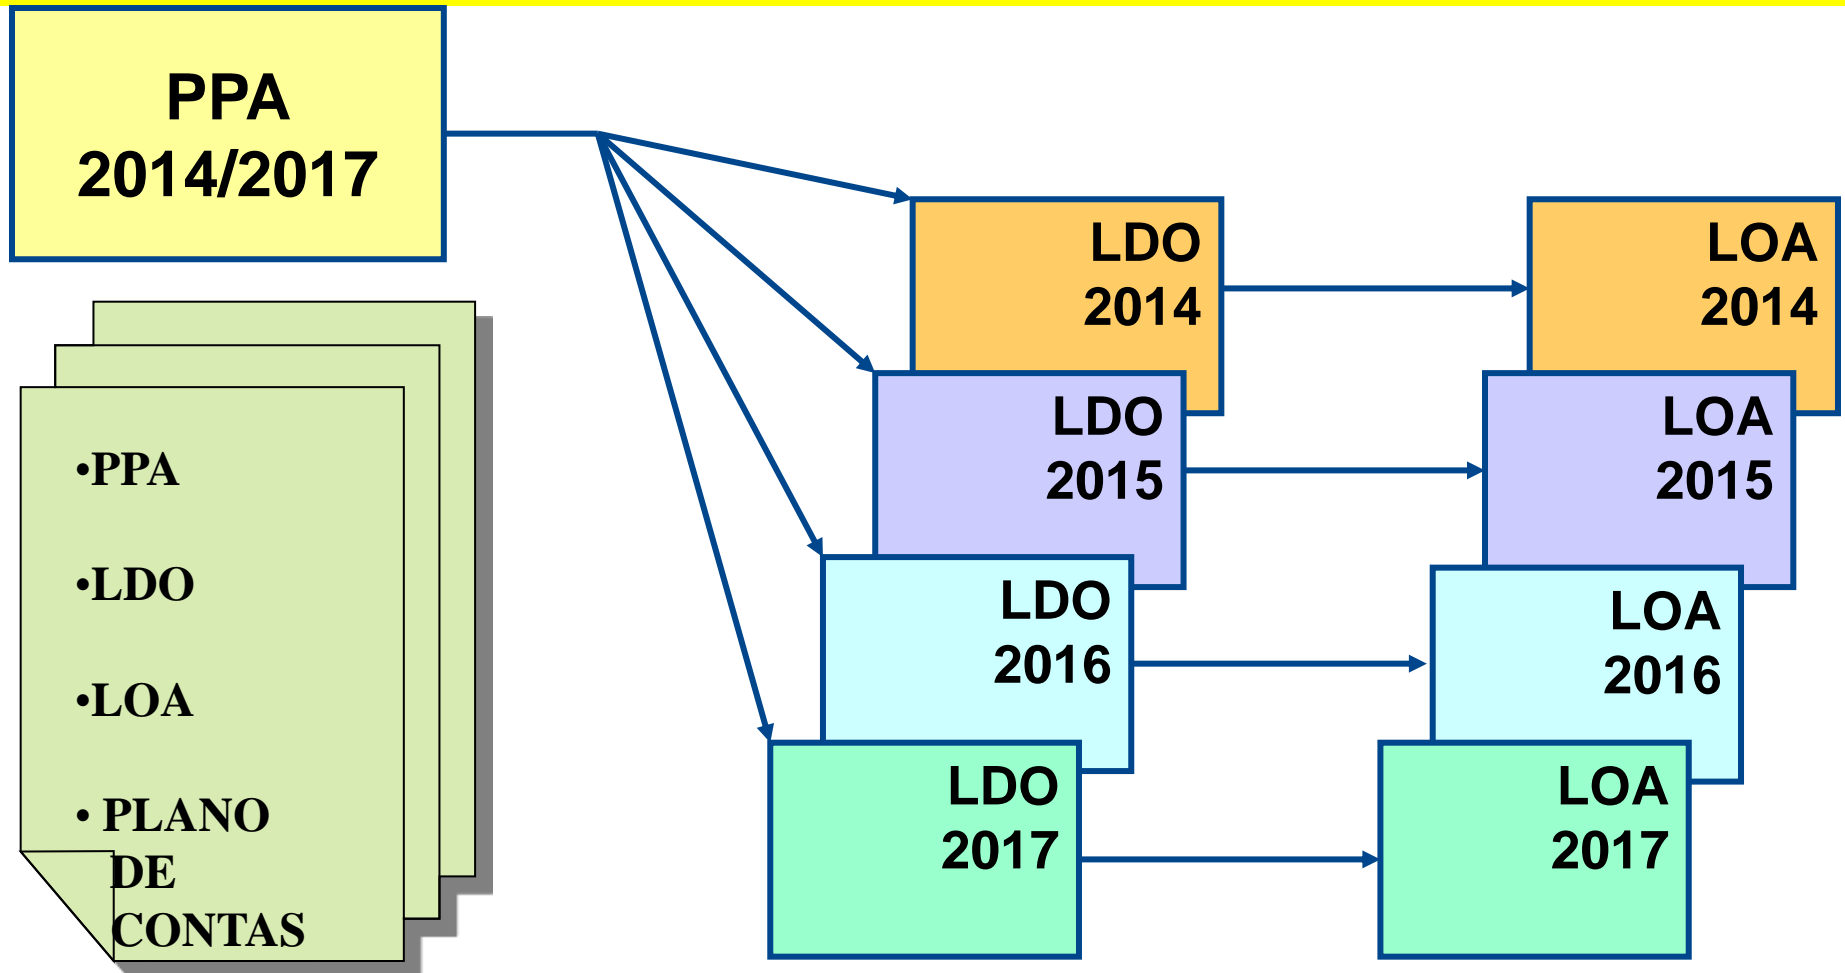 PPA
2014/2017
LDO
2014
LOA
2014
LDO
2015
LOA
2015
LDO
2016
LOA
2016
LDO
2017
LOA
2017
•PPA
•LDO
•LOA
• PLANO
DE
CONTAS